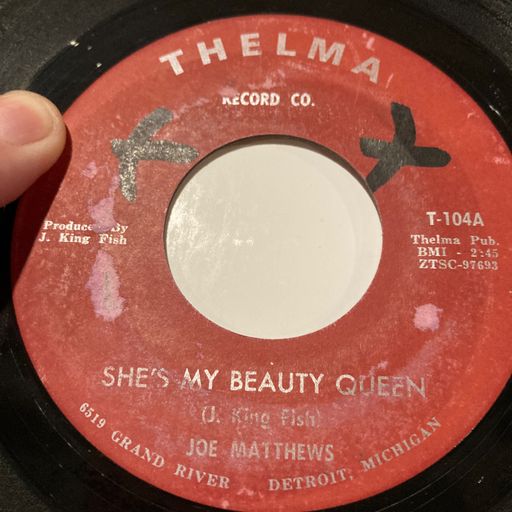 THELMA
RECORD CO.
Produced By
J. King Fish
T-104A
Thelma Pub.
BMI - 2:45
ZTSC-97693
SHE'S MY BEAUTY QUEEN
(J. King Fish)
JOE MATTHEWS
6519 GRAND RIVER DETROIT, MICHIGAN